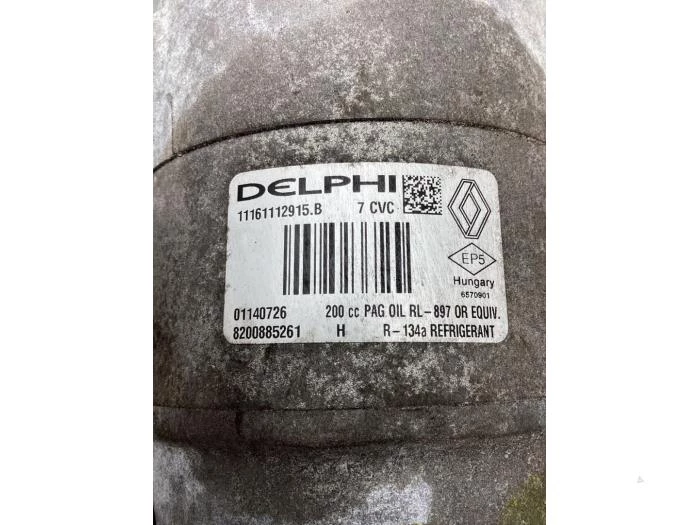 DELPHI
11161112915.B 7 CVC
EP5
Hungary
6570901
01140726 200 cc PAG OIL RL-897 OR EQUIV.
8200885261 H R-134a REFRIGERANT